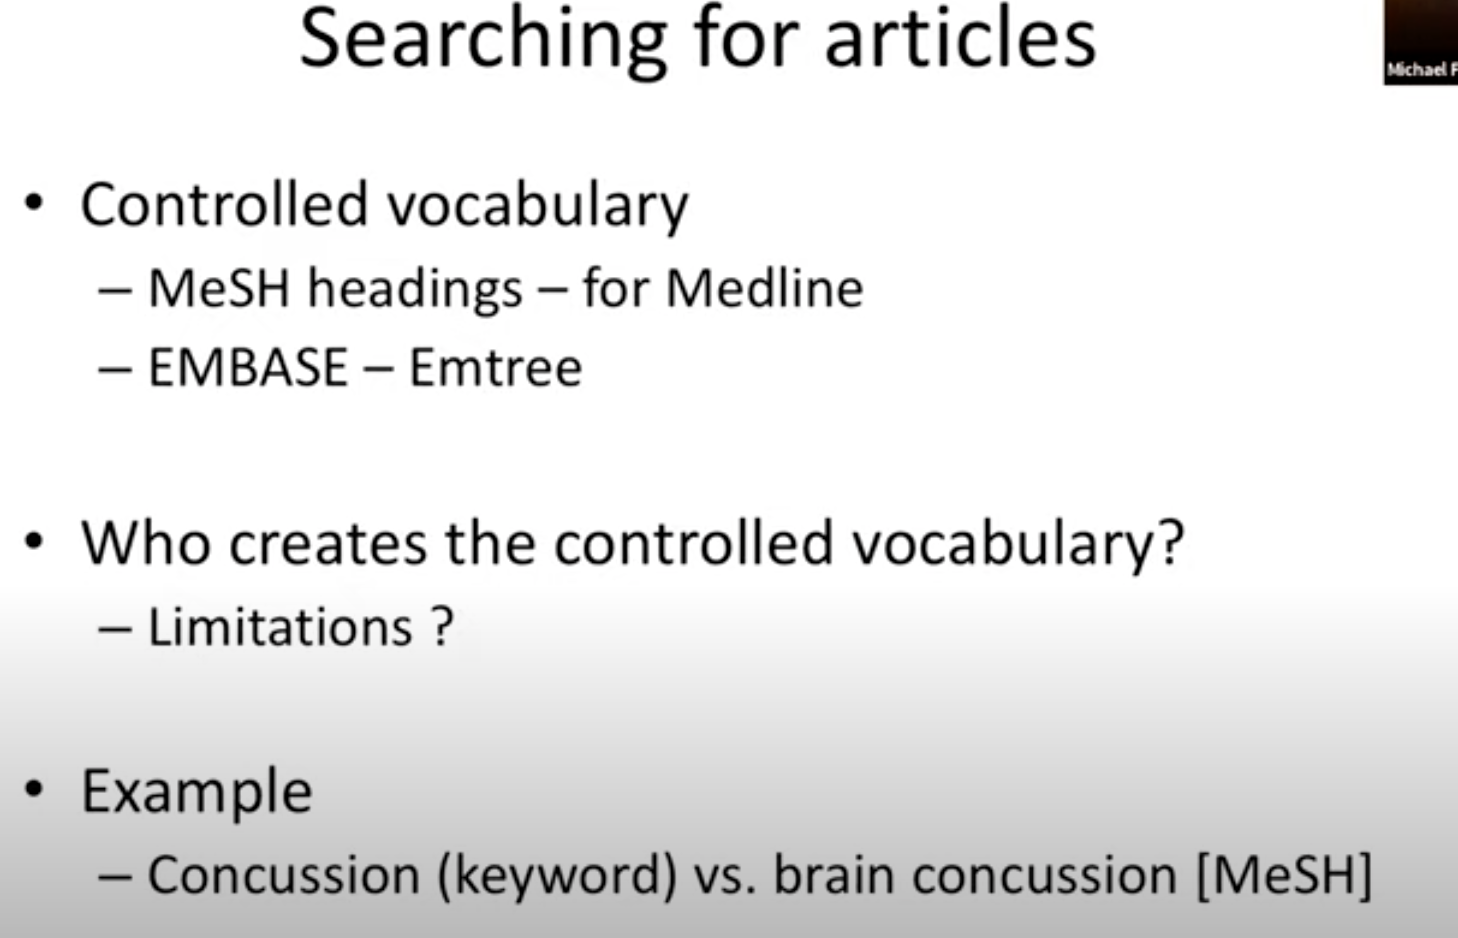 Searching for articles
Michael F
• Controlled vocabulary
– MeSH headings – for Medline
– EMBASE – Emtree
• Who creates the controlled vocabulary?
– Limitations ?
• Example
– Concussion (keyword) vs. brain concussion [MeSH]